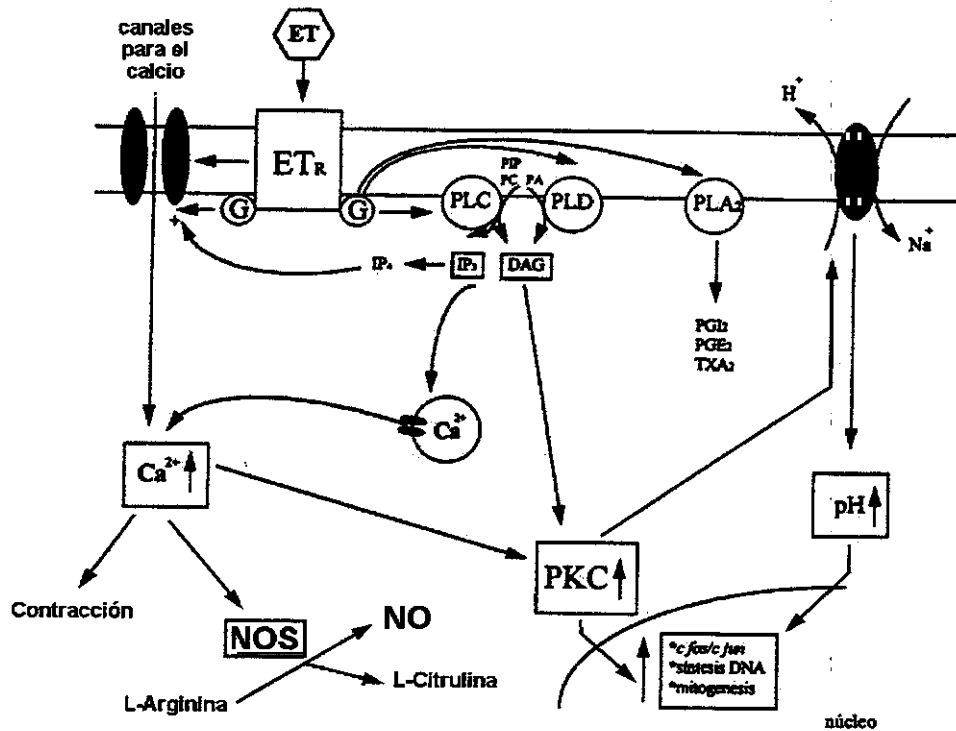 canales
para el
calcio
ET
H+
ETR
G
G
PIP
PC PA
PLC
PLD
PLA2
Na+
+
IP4
IP3
DAG
PGI2
PGE2
TXA2
Ca2+
Ca2+
pH
PKC
Contracción
NOS
NO
L-Arginina
L-Citrulina
*c fos/c jun
*síntesis DNA
*mitogenesis
núcleo